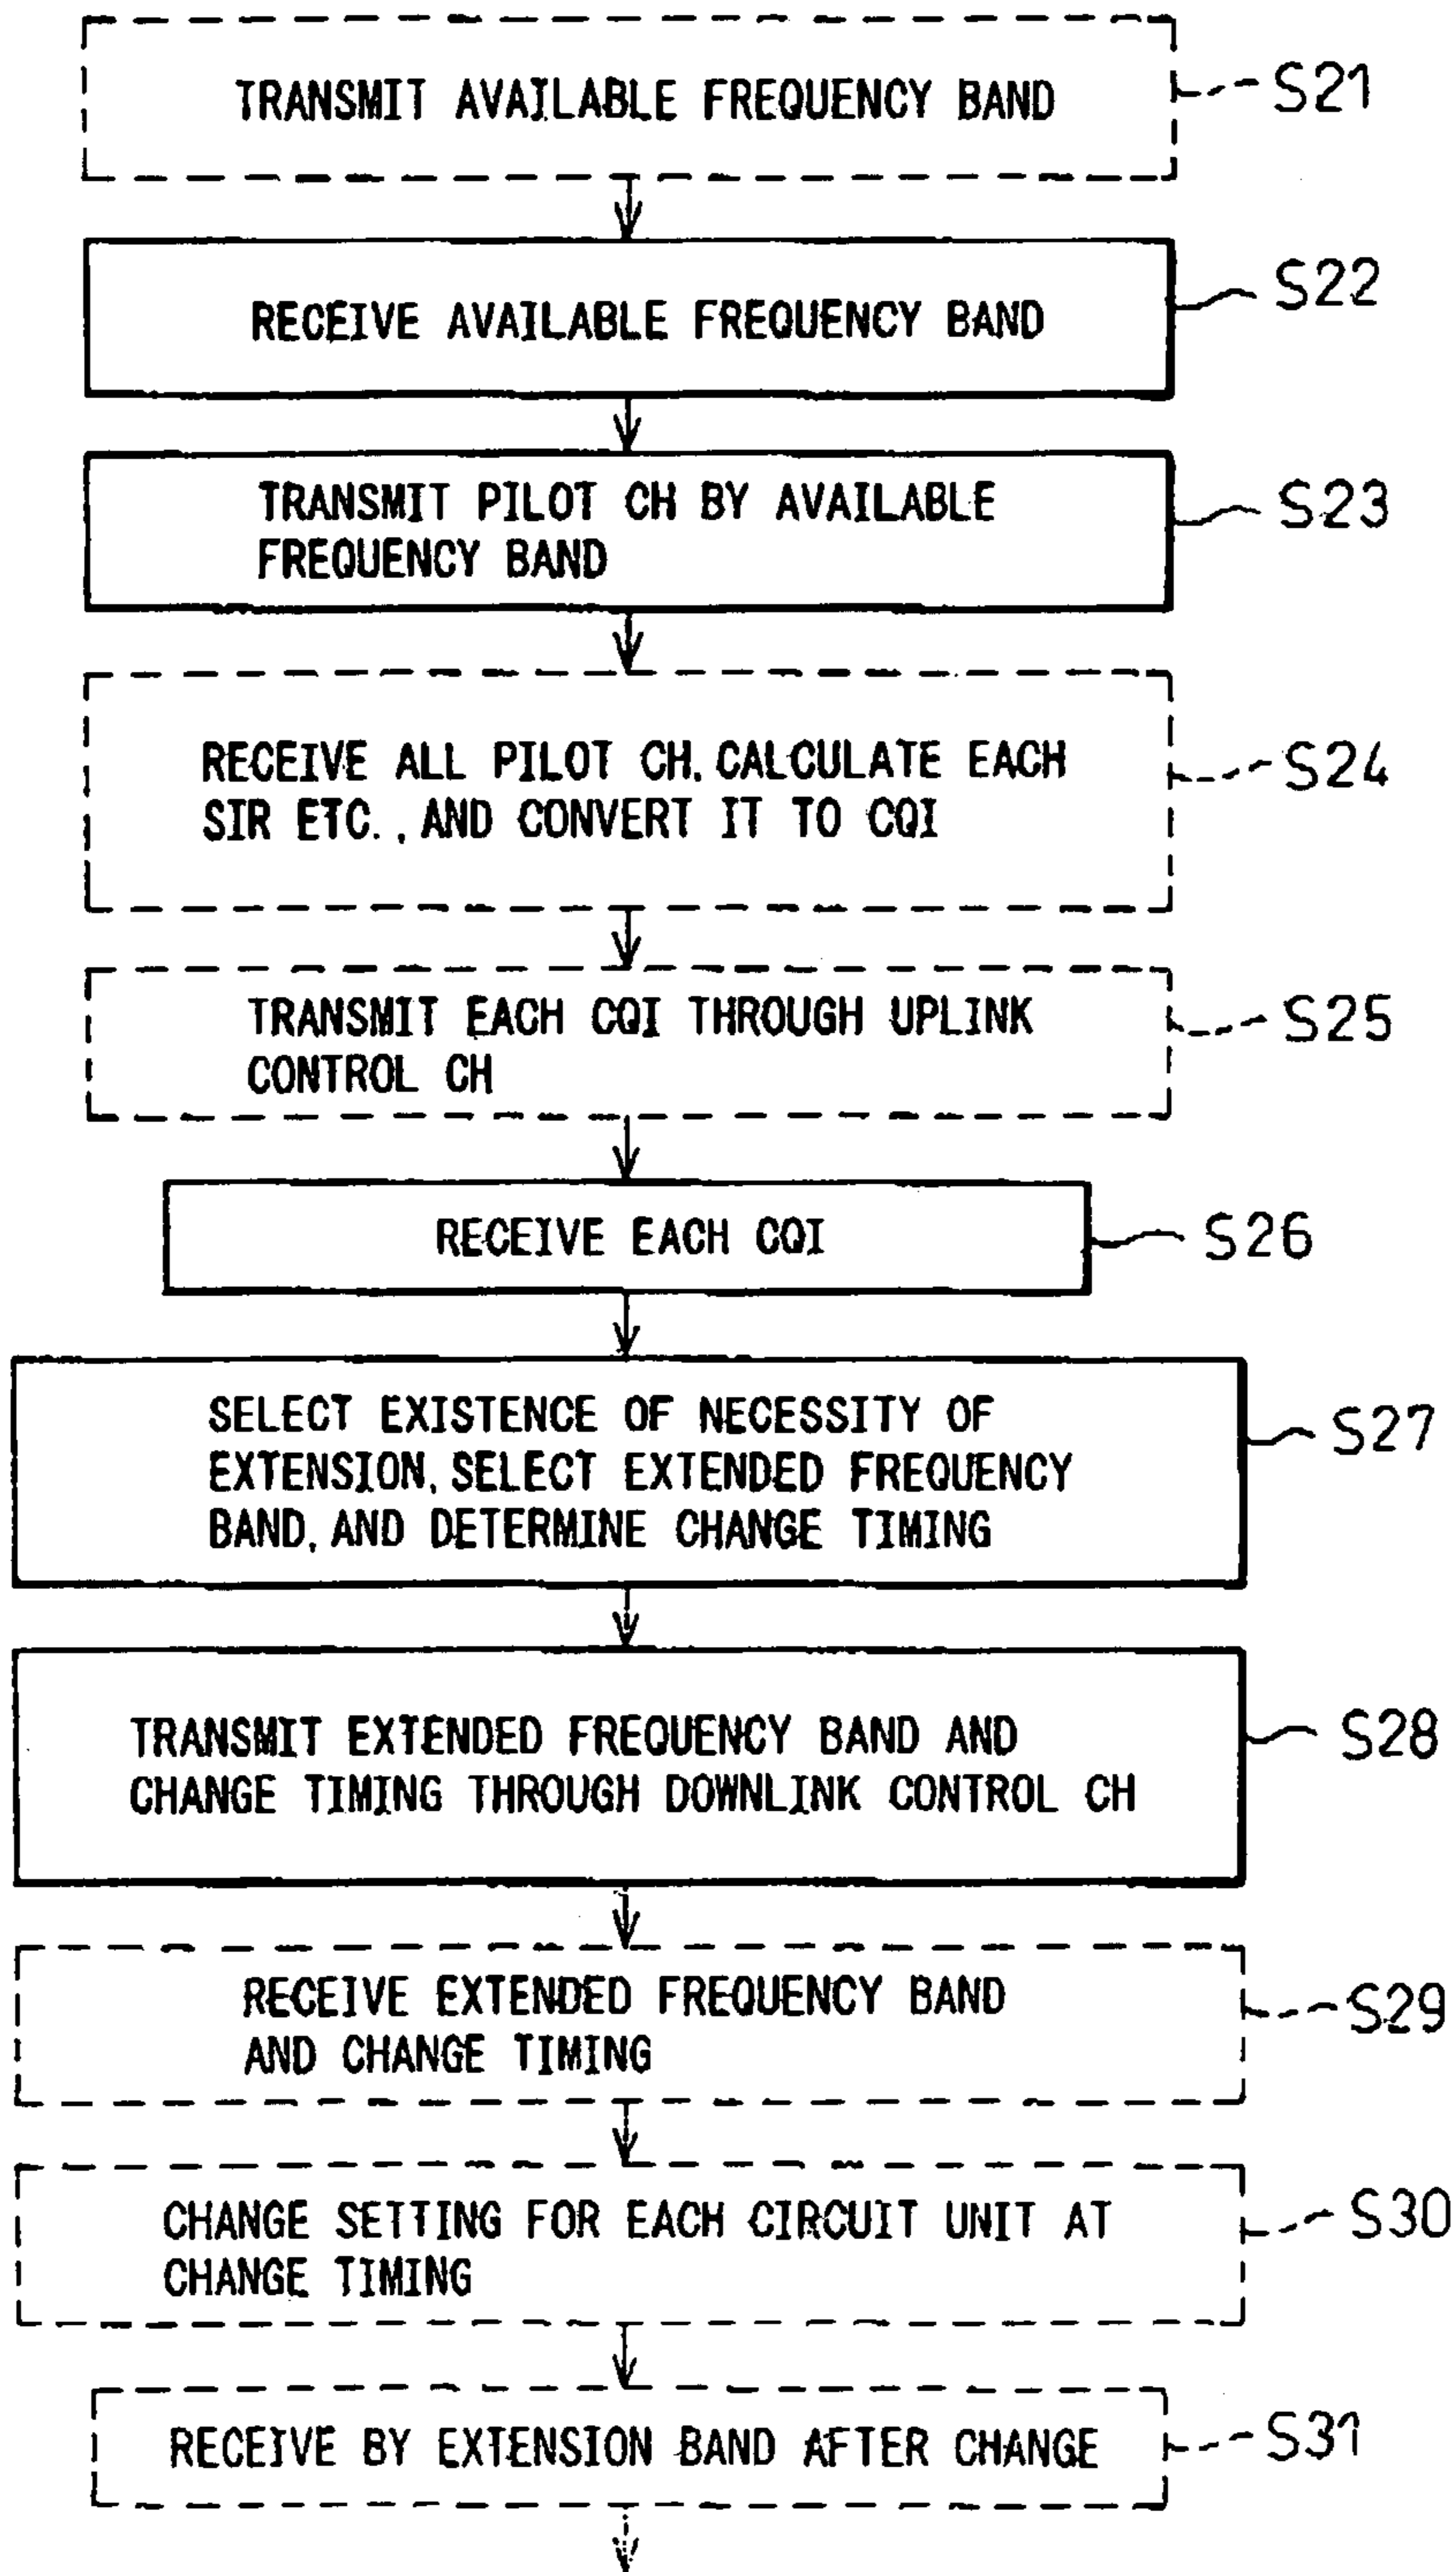 TRANSMIT AVAILABLE FREQUENCY BAND
S21
RECEIVE AVAILABLE FREQUENCY BAND
S22
TRANSMIT PILOT CH BY AVAILABLE
FREQUENCY BAND
S23
RECEIVE ALL PILOT CH, CALCULATE EACH
SIR ETC., AND CONVERT IT TO CQI
S24
TRANSMIT EACH CQI THROUGH UPLINK
CONTROL CH
S25
RECEIVE EACH CQI
S26
SELECT EXISTENCE OF NECESSITY OF
EXTENSION, SELECT EXTENDED FREQUENCY
BAND, AND DETERMINE CHANGE TIMING
S27
TRANSMIT EXTENDED FREQUENCY BAND AND
CHANGE TIMING THROUGH DOWNLINK CONTROL CH
S28
RECEIVE EXTENDED FREQUENCY BAND
AND CHANGE TIMING
S29
CHANGE SETTING FOR EACH CIRCUIT UNIT AT
CHANGE TIMING
S30
RECEIVE BY EXTENSION BAND AFTER CHANGE
S31